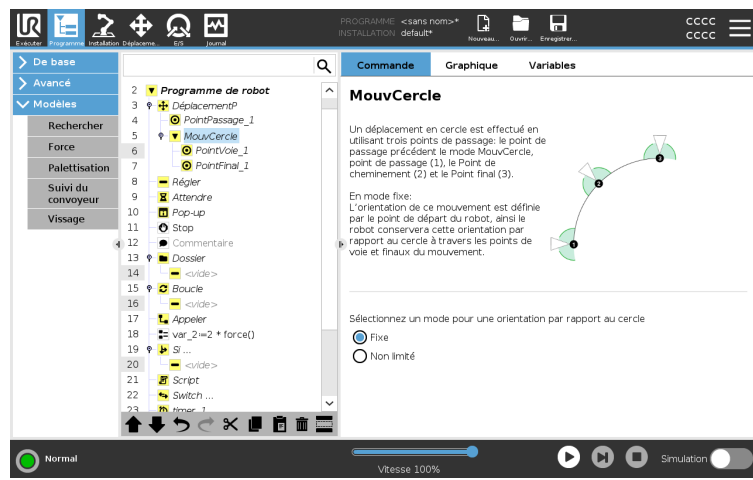 UR
Exécuter
Programme
Installation
Déplaceme...
E/S
Journal
PROGRAMME <sans nom>*
INSTALLATION default*
Nouveau...
Ouvrir...
Enregistrer...
cccc
cccc
De base
Avancé
Modèles
Rechercher
Force
Palettisation
Suivi du
convoyeur
Vissage
2 Programme de robot
3 DéplacementP
4 PointPassage_1
5 MouvCercle
6 PointVoie_1
7 PointFinal_1
8 Régler
9 Attendre
10 Pop-up
11 Stop
12 Commentaire
13 Dossier
14 <vide>
15 Boucle
16 <vide>
17 Appeler
18 var_2:=2 * force()
19 Si ...
20 <vide>
21 Script
22 Switch ...
23 timer_1
Commande Graphique Variables
MouvCercle
Un déplacement en cercle est effectué en
utilisant trois points de passage: le point de
passage précédent le mode MouvCercle,
point de passage (1), le Point de
cheminement (2) et le Point final (3).
En mode fixe:
L'orientation de ce mouvement est définie
par le point de départ du robot, ainsi le
robot conservera cette orientation par
rapport au cercle à travers les points de
voie et finaux du mouvement.
3
2
1
Sélectionnez un mode pour une orientation par rapport au cercle
Fixe
Non limité
Normal
Vitesse 100%
Simulation